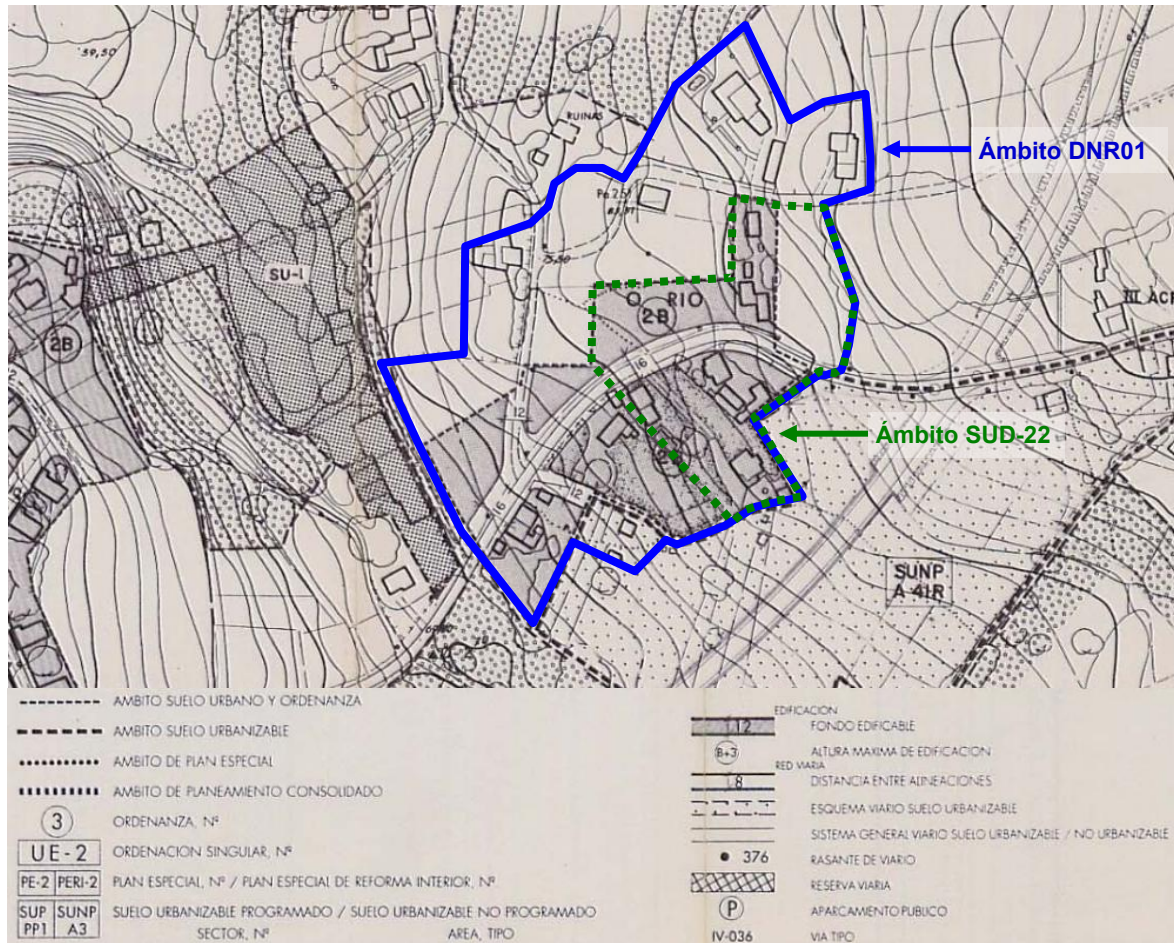 59,50
RUINAS
Ámbito DNR01
75,50
SU-1
O RIO
2-B
III
2B
16
12
Ámbito SUD-22
12
16
SUNP
A 41R
AMBITO SUELO URBANO Y ORDENANZA
AMBITO SUELO URBANIZABLE
AMBITO DE PLAN ESPECIAL
AMBITO DE PLANEAMIENTO CONSOLIDADO
3 ORDENANZA, Nº
UE-2 ORDENACION SINGULAR, Nº
PE-2 PERI-2 PLAN ESPECIAL, Nº / PLAN ESPECIAL DE REFORMA INTERIOR, Nº
SUP PP1 SUNP A3 SUELO URBANIZABLE PROGRAMADO / SUELO URBANIZABLE NO PROGRAMADO
SECTOR, Nº AREA, TIPO
EDIFICACION
12 FONDO EDIFICABLE
B+3 ALTURA MAXIMA DE EDIFICACION
RED VIARIA
8 DISTANCIA ENTRE ALINEACIONES
ESQUEMA VIARIO SUELO URBANIZABLE
SISTEMA GENERAL VIARIO SUELO URBANIZABLE / NO URBANIZABLE
376 RASANTE DE VIARIO
RESERVA VIARIA
P APARCAMIENTO PUBLICO
IV-036 VIA TIPO